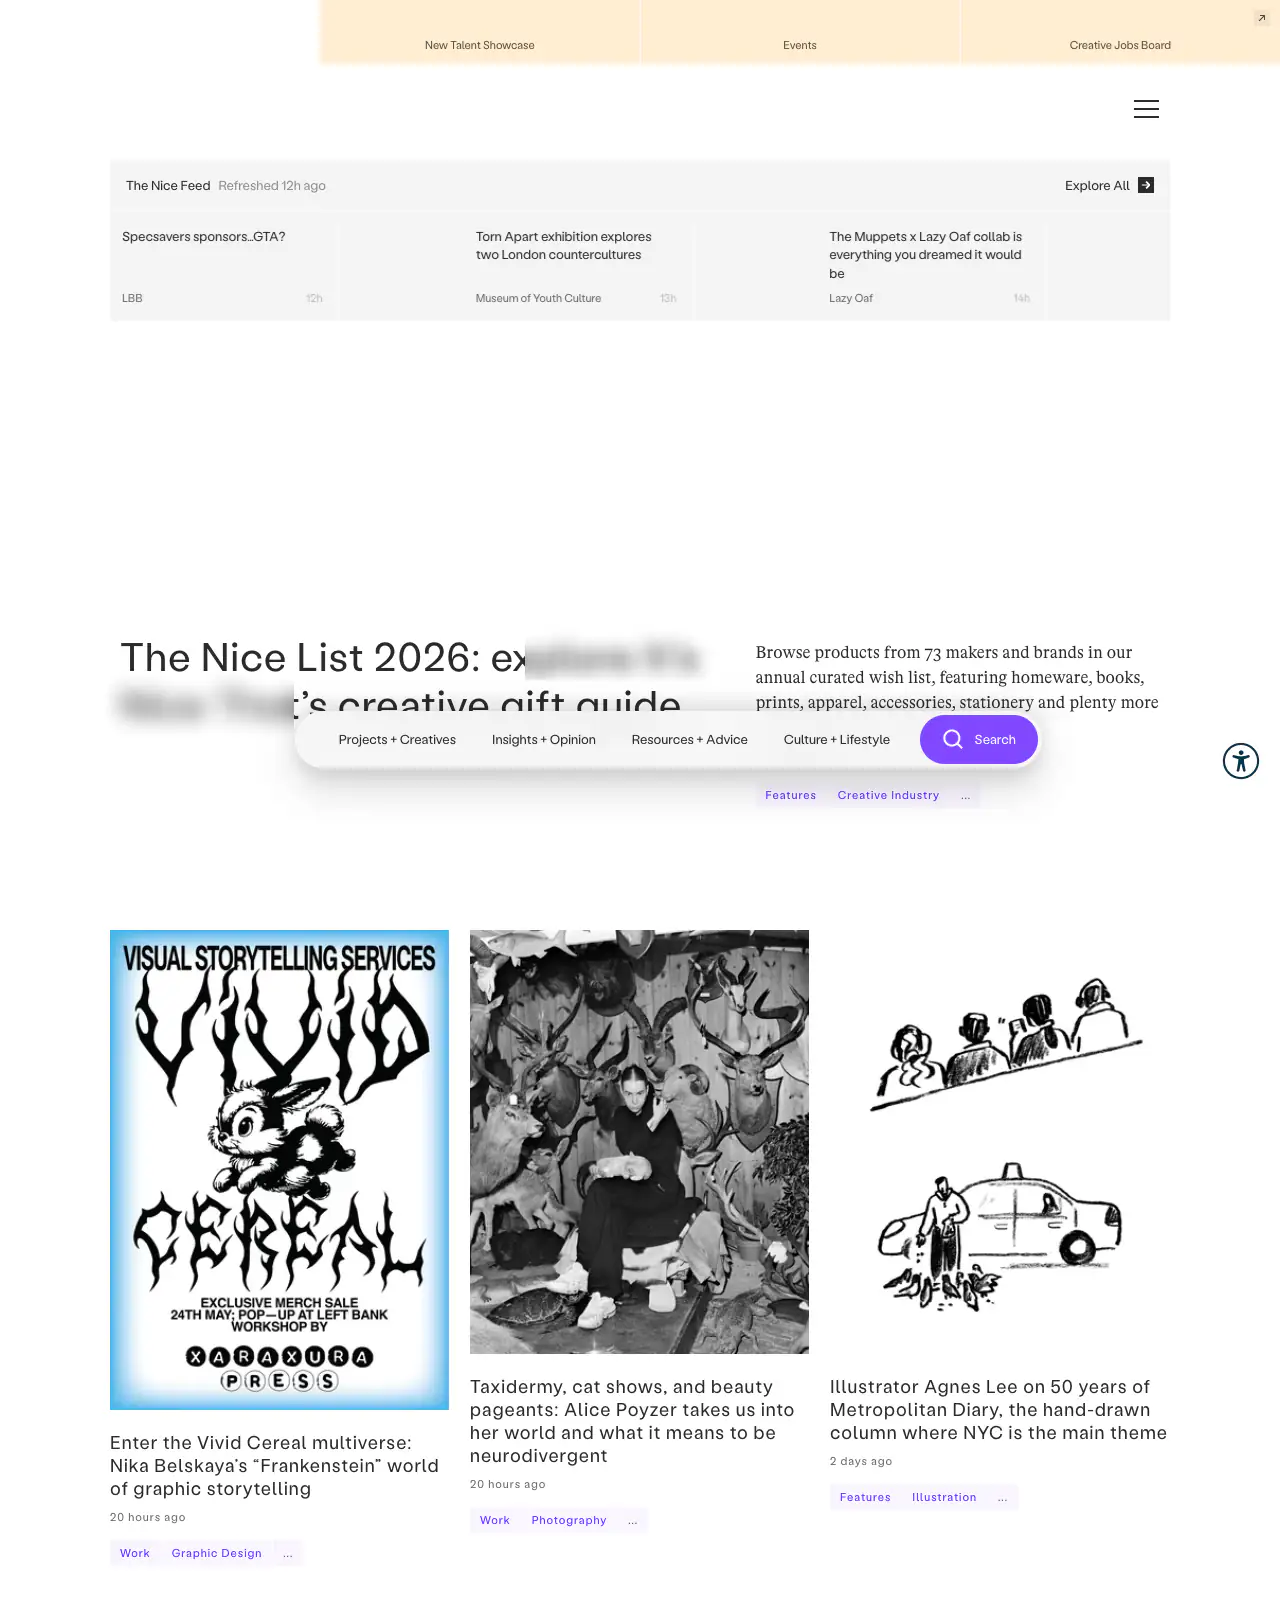 New Talent Showcase
Events
Creative Jobs Board
The Nice Feed Refreshed 12h ago
Explore All
Specsavers sponsors...GTA?
LBB 12h
Torn Apart exhibition explores
two London countercultures
Museum of Youth Culture 13h
The Muppets x Lazy Oaf collab is
everything you dreamed it would
be
Lazy Oaf 14h
The Nice List 2026:
creative gift guide
Browse products from 73 makers and brands in our
annual curated wish list, featuring homeware, books,
prints, apparel, accessories, stationery and plenty more
Projects + Creatives
Insights + Opinion
Resources + Advice
Culture + Lifestyle
Search
Features Creative Industry ...
VISUAL STORYTELLING SERVICES
VIVID
CEREAL
EXCLUSIVE MERCH SALE
24TH MAY; POP—UP AT LEFT BANK
WORKSHOP BY
XARAXURA
PRESS
Enter the Vivid Cereal multiverse:
Nika Belskaya’s “Frankenstein” world
of graphic storytelling
20 hours ago
Work Graphic Design ...
Taxidermy, cat shows, and beauty
pageants: Alice Poyzer takes us into
her world and what it means to be
neurodivergent
20 hours ago
Work Photography ...
Illustrator Agnes Lee on 50 years of
Metropolitan Diary, the hand-drawn
column where NYC is the main theme
2 days ago
Features Illustration ...